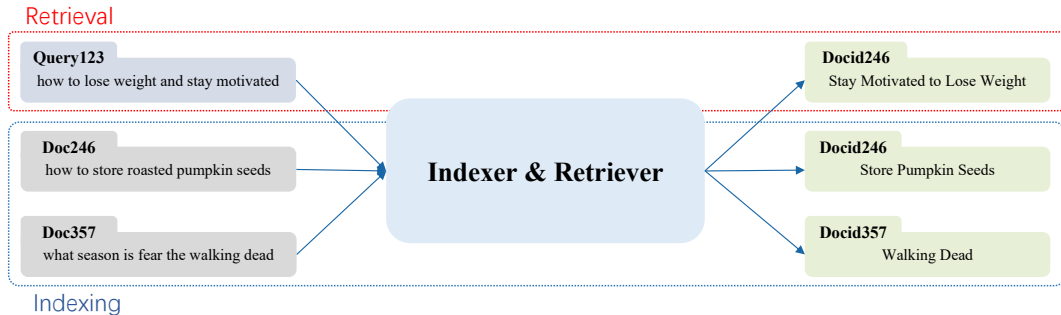 Retrieval
Query123
how to lose weight and stay motivated
Docid246
Stay Motivated to Lose Weight
Doc246
how to store roasted pumpkin seeds
Indexer & Retriever
Docid246
Store Pumpkin Seeds
Doc357
what season is fear the walking dead
Docid357
Walking Dead
Indexing